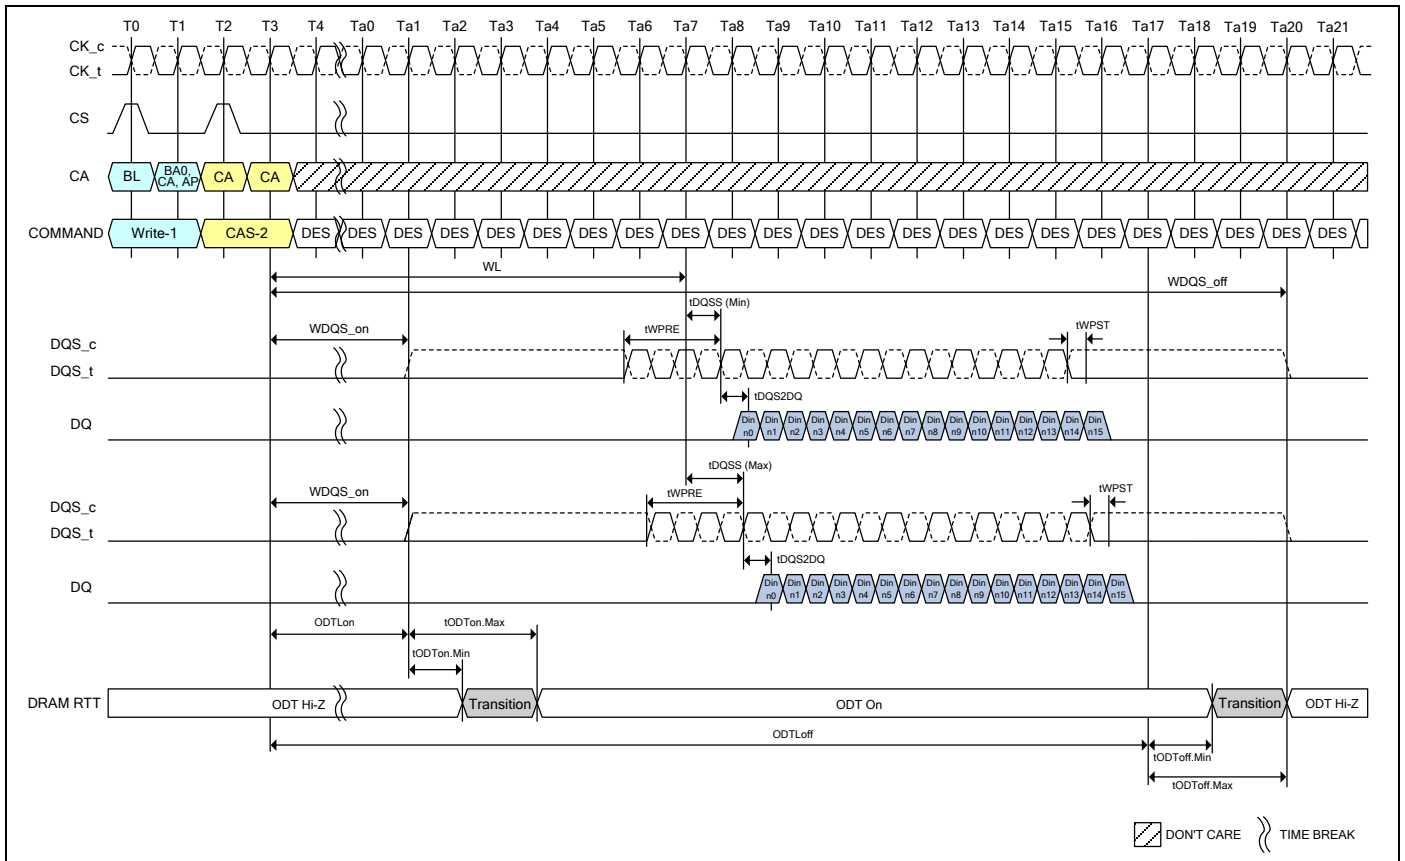 T0 T1 T2 T3 T4 Ta0 Ta1 Ta2 Ta3 Ta4 Ta5 Ta6 Ta7 Ta8 Ta9 Ta10 Ta11 Ta12 Ta13 Ta14 Ta15 Ta16 Ta17 Ta18 Ta19 Ta20 Ta21
CK_c
CK_t
CS
CA BL BA0, CA CA
CA, AP
COMMAND Write-1 CAS-2 DES DES DES DES DES DES DES DES DES DES DES DES DES DES DES DES DES DES DES DES DES DES DES
WL
WDQS_off
tDQSS (Min)
WDQS_on tWPRE tWPST
DQS_c
DQS_t
tDQS2DQ
DQ Din Din Din Din Din Din Din Din Din Din Din Din Din Din Din Din
n0 n1 n2 n3 n4 n5 n6 n7 n8 n9 n10 n11 n12 n13 n14 n15
tDQSS (Max)
WDQS_on tWPRE tWPST
DQS_c
DQS_t
tDQS2DQ
DQ Din Din Din Din Din Din Din Din Din Din Din Din Din Din Din Din
n0 n1 n2 n3 n4 n5 n6 n7 n8 n9 n10 n11 n12 n13 n14 n15
ODTLon tODTon.Max
tODTon.Min
DRAM RTT ODT Hi-Z Transition ODT On Transition ODT Hi-Z
ODTLoff
tODToff.Min
tODToff.Max
DON'T CARE TIME BREAK